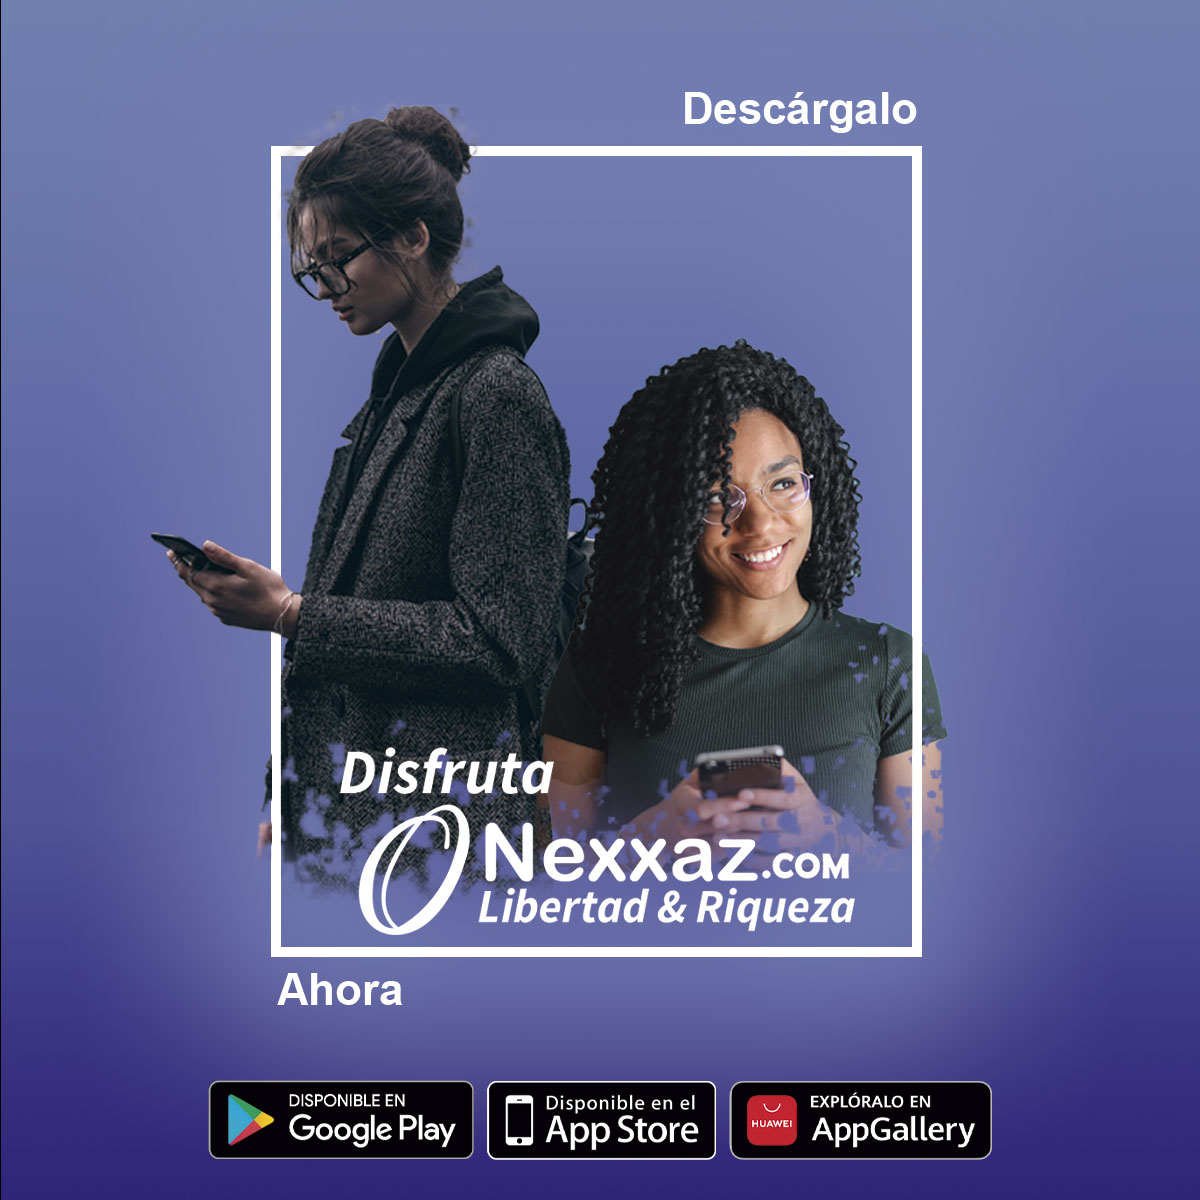 Descárgalo
Disfruta
Nexxaz.com
Libertad & Riqueza
Ahora
DISPONIBLE EN
Google Play
Disponible en el
App Store
HUAWEI
EXPLÓRALO EN
AppGallery